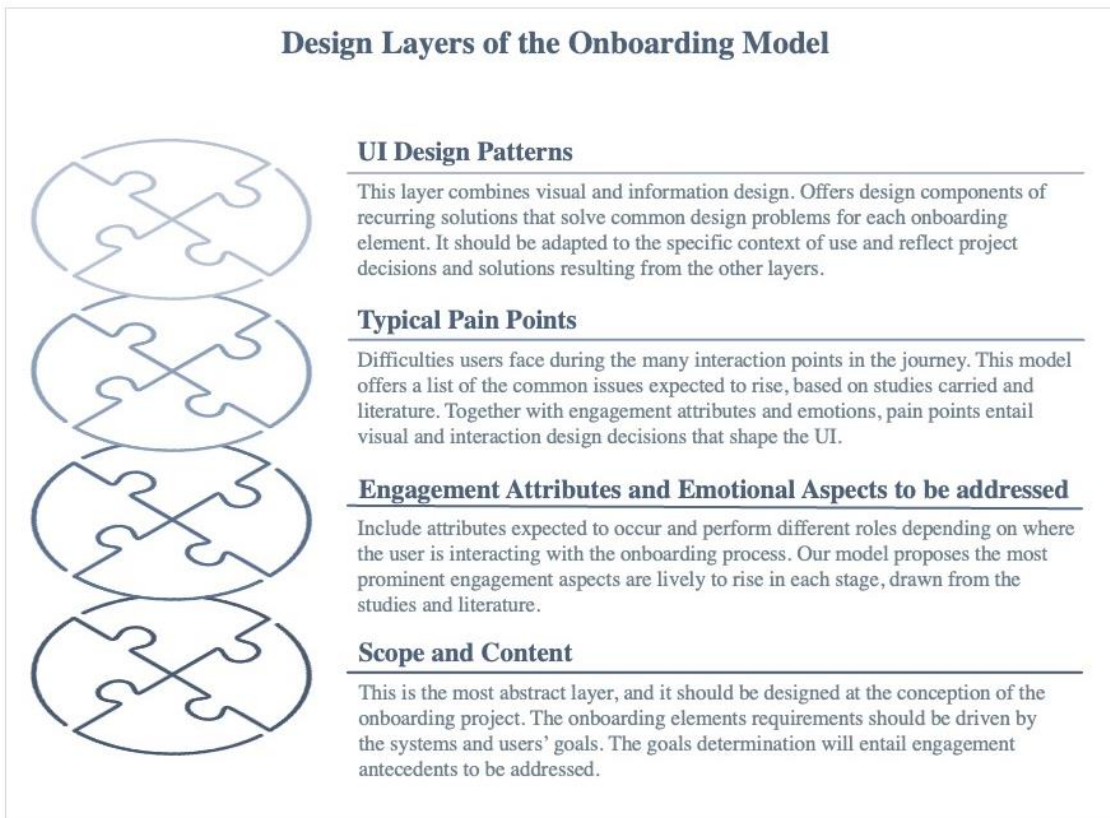 Design Layers of the Onboarding Model
UI Design Patterns
This layer combines visual and information design. Offers design components of
recurring solutions that solve common design problems for each onboarding
element. It should be adapted to the specific context of use and reflect project
decisions and solutions resulting from the other layers.
Typical Pain Points
Difficulties users face during the many interaction points in the journey. This model
offers a list of the common issues expected to rise, based on studies carried and
literature. Together with engagement attributes and emotions, pain points entail
visual and interaction design decisions that shape the UI.
Engagement Attributes and Emotional Aspects to be addressed
Include attributes expected to occur and perform different roles depending on where
the user is interacting with the onboarding process. Our model proposes the most
prominent engagement aspects are lively to rise in each stage, drawn from the
studies and literature.
Scope and Content
This is the most abstract layer, and it should be designed at the conception of the
onboarding project. The onboarding elements requirements should be driven by
the systems and users’ goals. The goals determination will entail engagement
antecedents to be addressed.